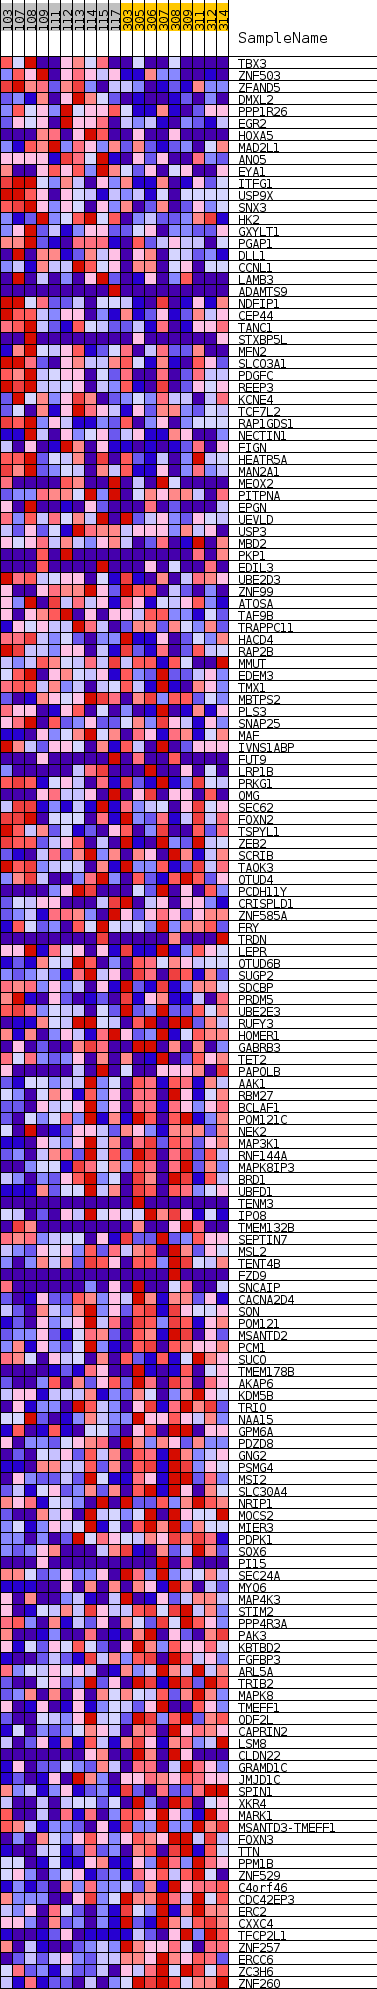 103 107 108 109 111 112 113 114 115 117 303 305 306 307 308 309 311 312 314
SampleName
TBX3
ZNF503
ZFAND5
DMXL2
PPP1R26
EGR2
HOXA5
MAD2L1
ANO5
EYA1
ITFG1
USP9X
SNX3
HK2
GXYLT1
PGAP1
DLL1
CCNL1
LAMB3
ADAMTS9
NDFIP1
CEP44
TANC1
STXBP5L
MFN2
SLCO3A1
PDGFC
REEP3
KCNE4
TCF7L2
RAP1GDS1
NECTIN1
FIGN
HEATR5A
MAN2A1
MEOX2
PITPNA
EPGN
UEVLD
USP3
MBD2
PKP1
EDIL3
UBE2D3
ZNF99
ATOSA
TAF9B
TRAPPC11
HACD4
RAP2B
MMUT
EDEM3
TMX1
MBTPS2
PLS3
SNAP25
MAF
IVNS1ABP
FUT9
LRP1B
PRKG1
OMG
SEC62
FOXN2
TSPYL1
ZEB2
SCRIB
TAOK3
OTUD4
PCDH11Y
CRISPLD1
ZNF585A
FRY
TRDN
LEPR
OTUD6B
SUGP2
SDCBP
PRDM5
UBE2E3
RUFY3
HOMER1
GABRB3
TET2
PAPOLB
AAK1
RBM27
BCLAF1
POM121C
NEK2
MAP3K1
RNF144A
MAPK8IP3
BRD1
UBFD1
TENM3
IPO8
TMEM132B
SEPTIN7
MSL2
TENT4B
FZD9
SNCAIP
CACNA2D4
SON
POM121
MSANTD2
PCM1
SUCO
TMEM178B
AKAP6
KDM5B
TRIO
NAA15
GPM6A
PDZD8
GNG2
PSMG4
MSI2
SLC30A4
NRIP1
MOCS2
MIER3
PDPK1
SOX6
PI15
SEC24A
MYO6
MAP4K3
STIM2
PPP4R3A
PAK3
KBTBD2
FGFBP3
ARL5A
TRIB2
MAPK8
TMEFF1
ODF2L
CAPRIN2
LSM8
CLDN22
GRAMD1C
JMJD1C
SPIN1
XKR4
MARK1
MSANTD3-TMEFF1
FOXN3
TTN
PPM1B
ZNF529
C4orf46
CDC42EP3
ERC2
CXXC4
TFCP2L1
ZNF257
ERCC6
ZC3H6
ZNF260